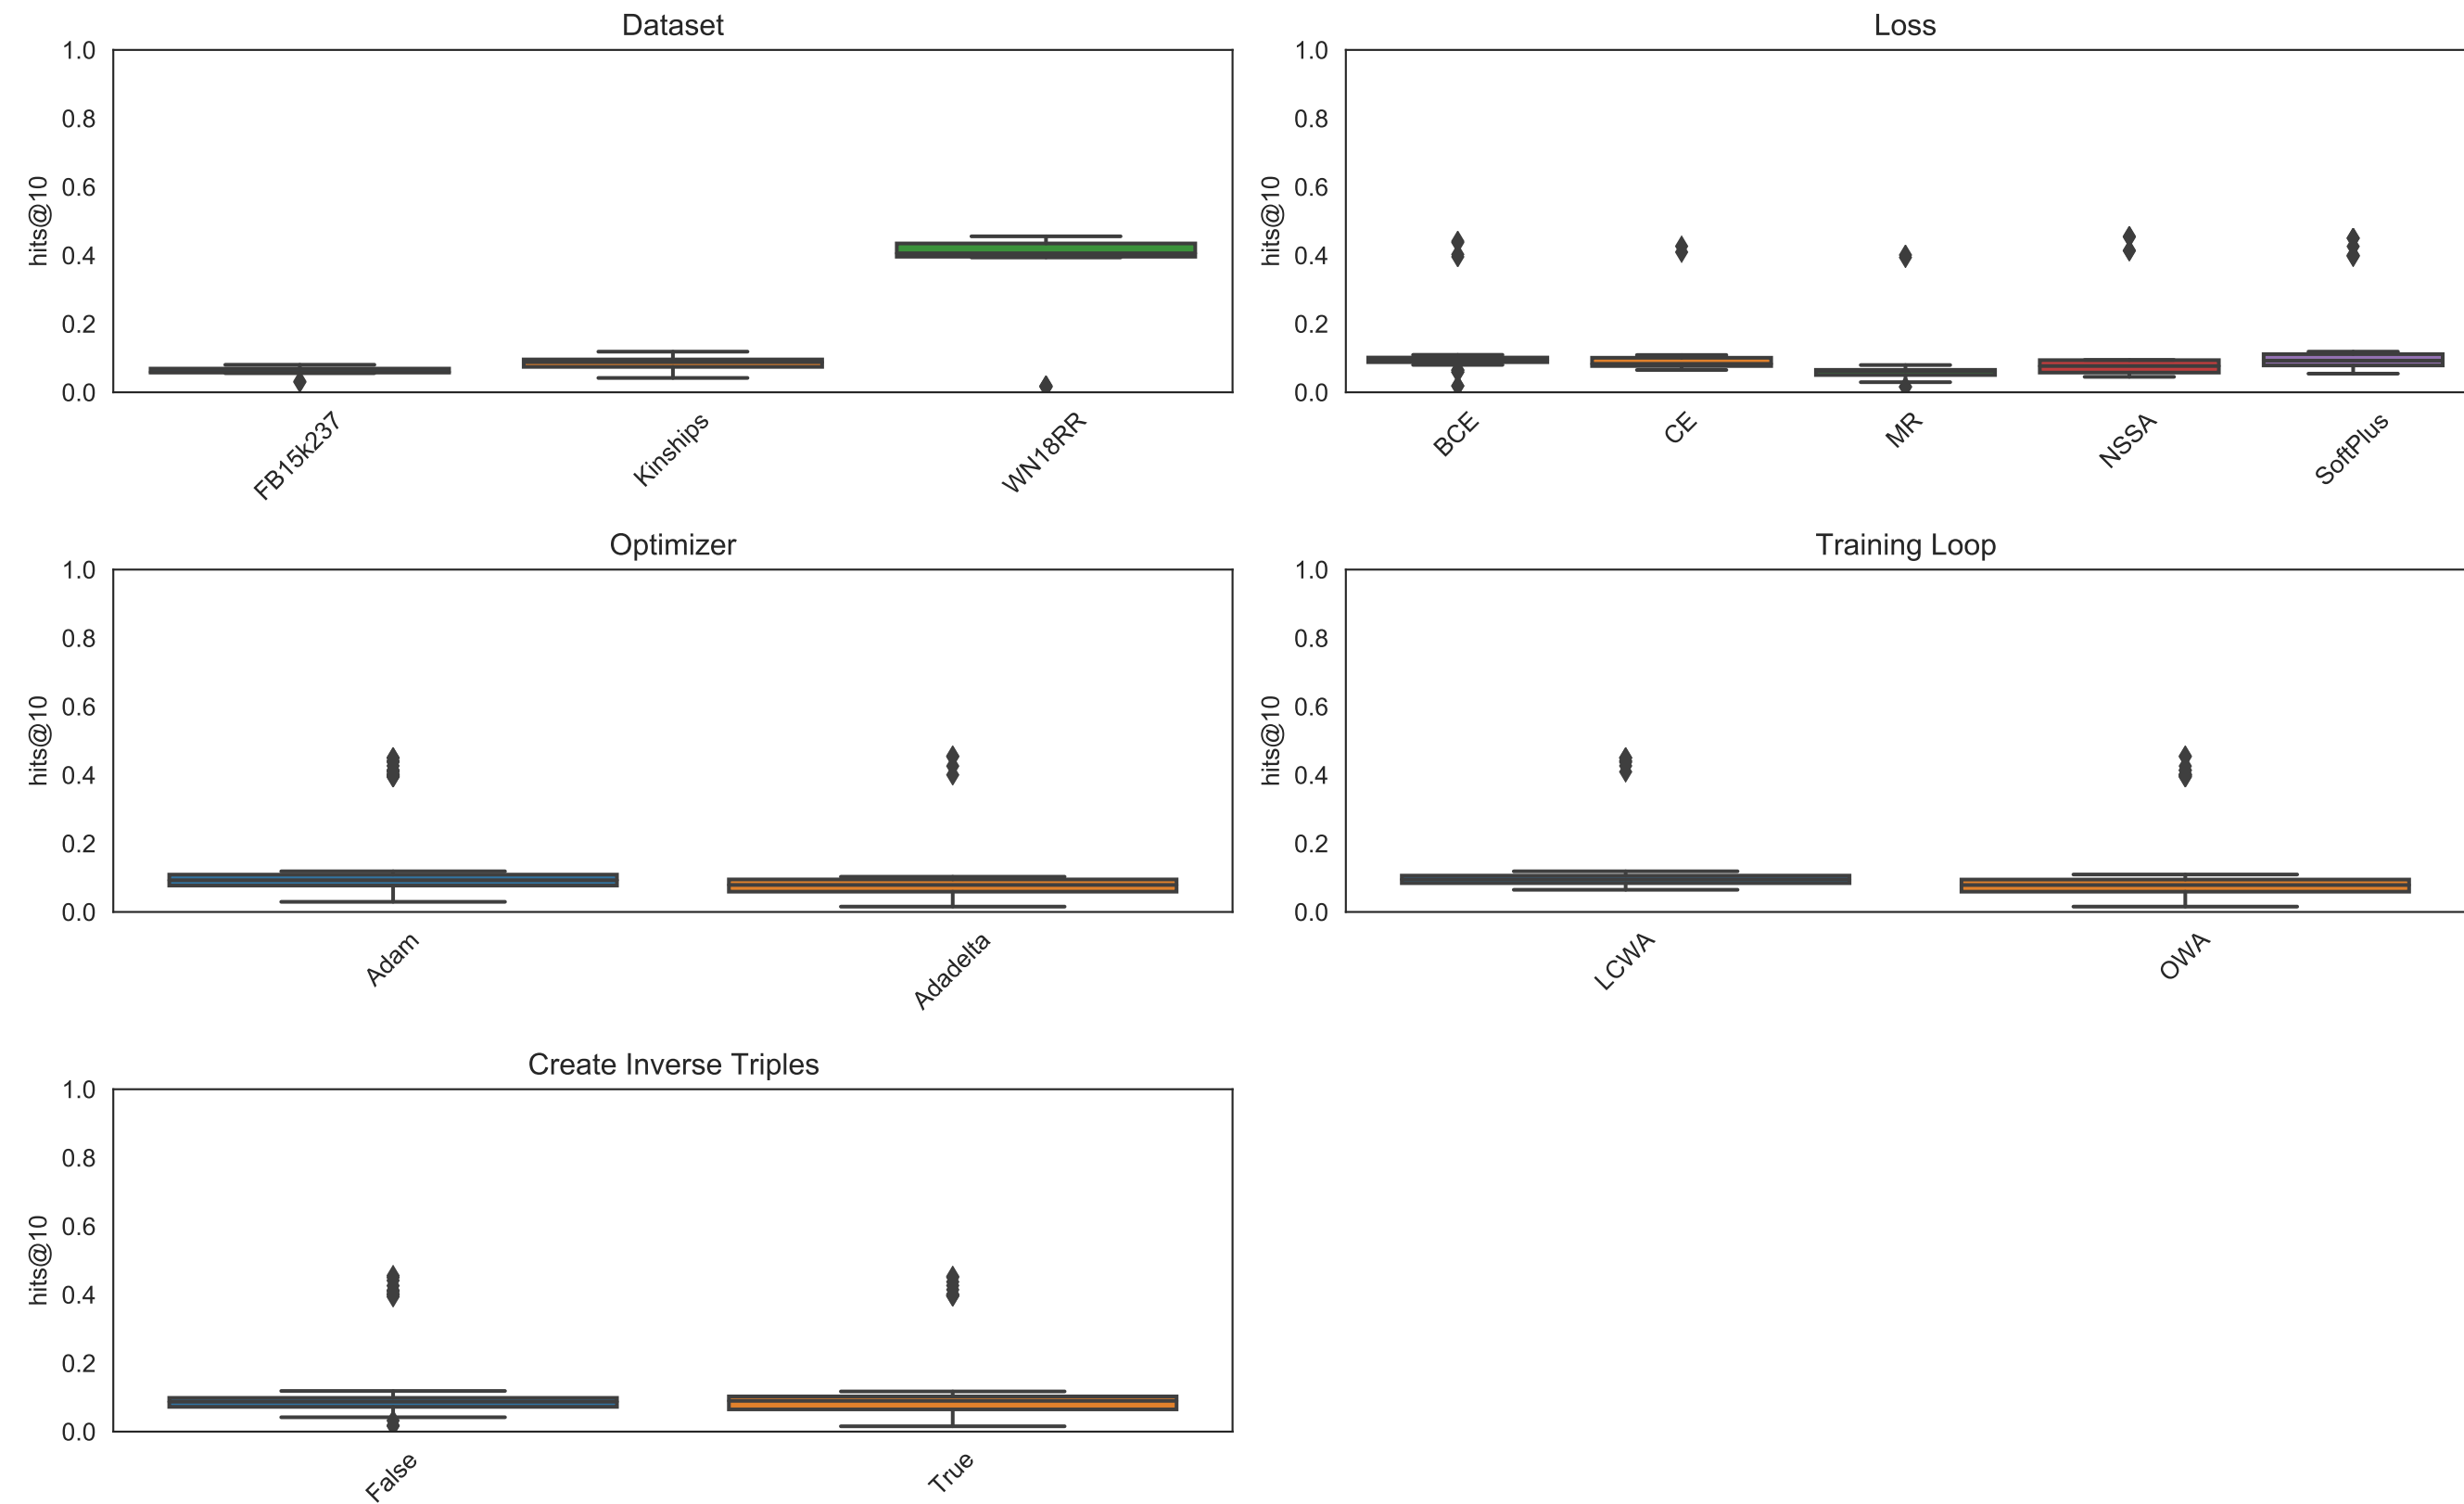 Dataset
1.0
0.8
0.6
0.4
0.2
0.0
hits@10
FB15k237
Kinships
WN18RR
Loss
1.0
0.8
0.6
0.4
0.2
0.0
hits@10
BCE
CE
MR
NSSA
SoftPlus
Optimizer
1.0
0.8
0.6
0.4
0.2
0.0
hits@10
Adam
Adadelta
Training Loop
1.0
0.8
0.6
0.4
0.2
0.0
hits@10
LCWA
OWA
Create Inverse Triples
1.0
0.8
0.6
0.4
0.2
0.0
hits@10
False
True